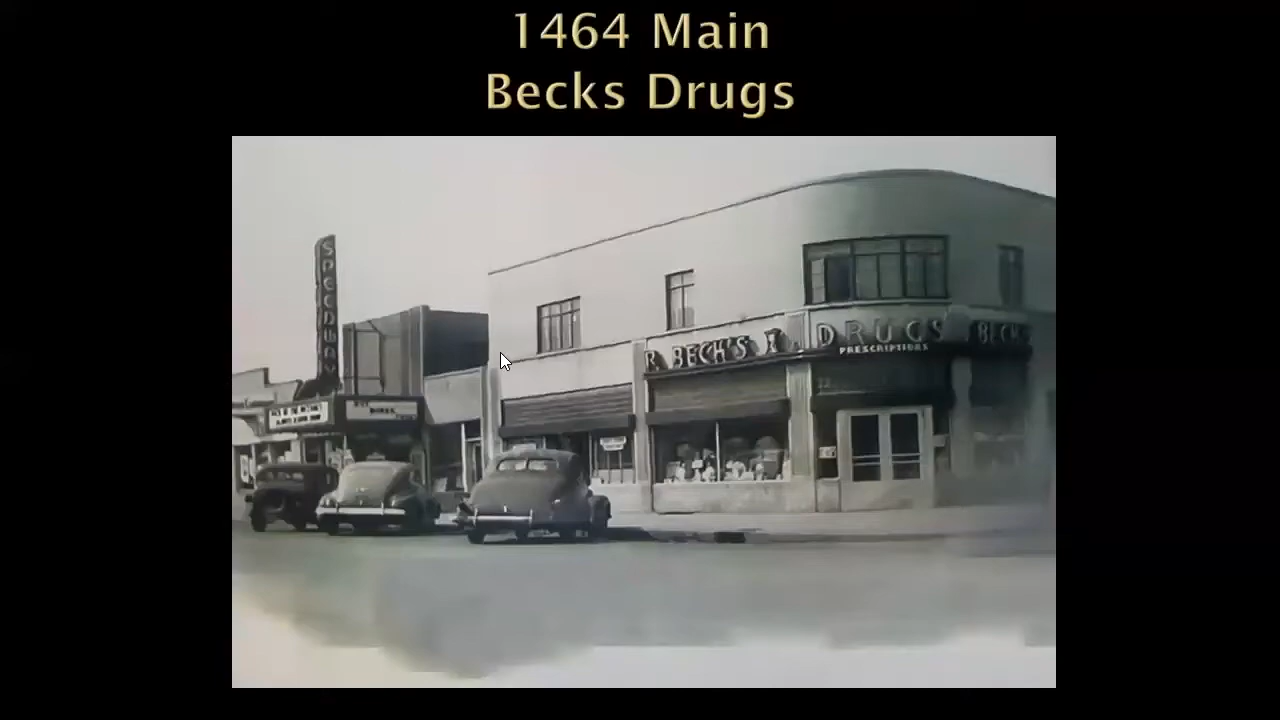 1464 Main
Becks Drugs
SPEEDWAY
R. BECH'S
DRUGS
PRESCRIPTIONS
BECH'S